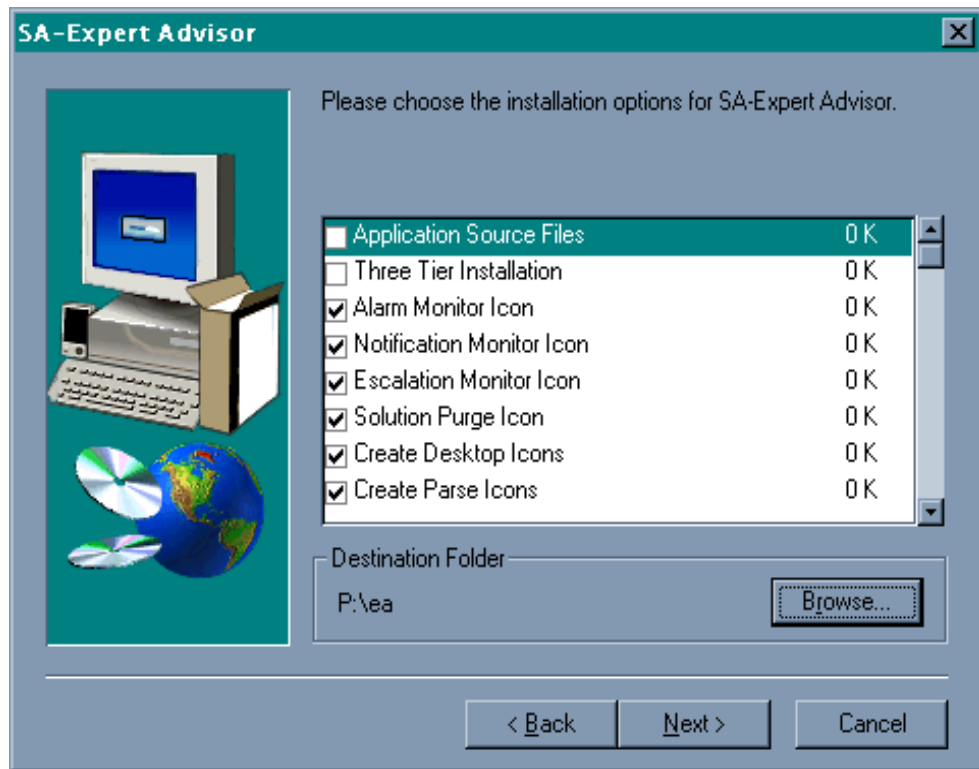 SA-Expert Advisor
Please choose the installation options for SA-Expert Advisor.
Application Source Files 0 K
Three Tier Installation 0 K
Alarm Monitor Icon 0 K
Notification Monitor Icon 0 K
Escalation Monitor Icon 0 K
Solution Purge Icon 0 K
Create Desktop Icons 0 K
Create Parse Icons 0 K
Destination Folder
P:\ea Browse...
< Back Next > Cancel